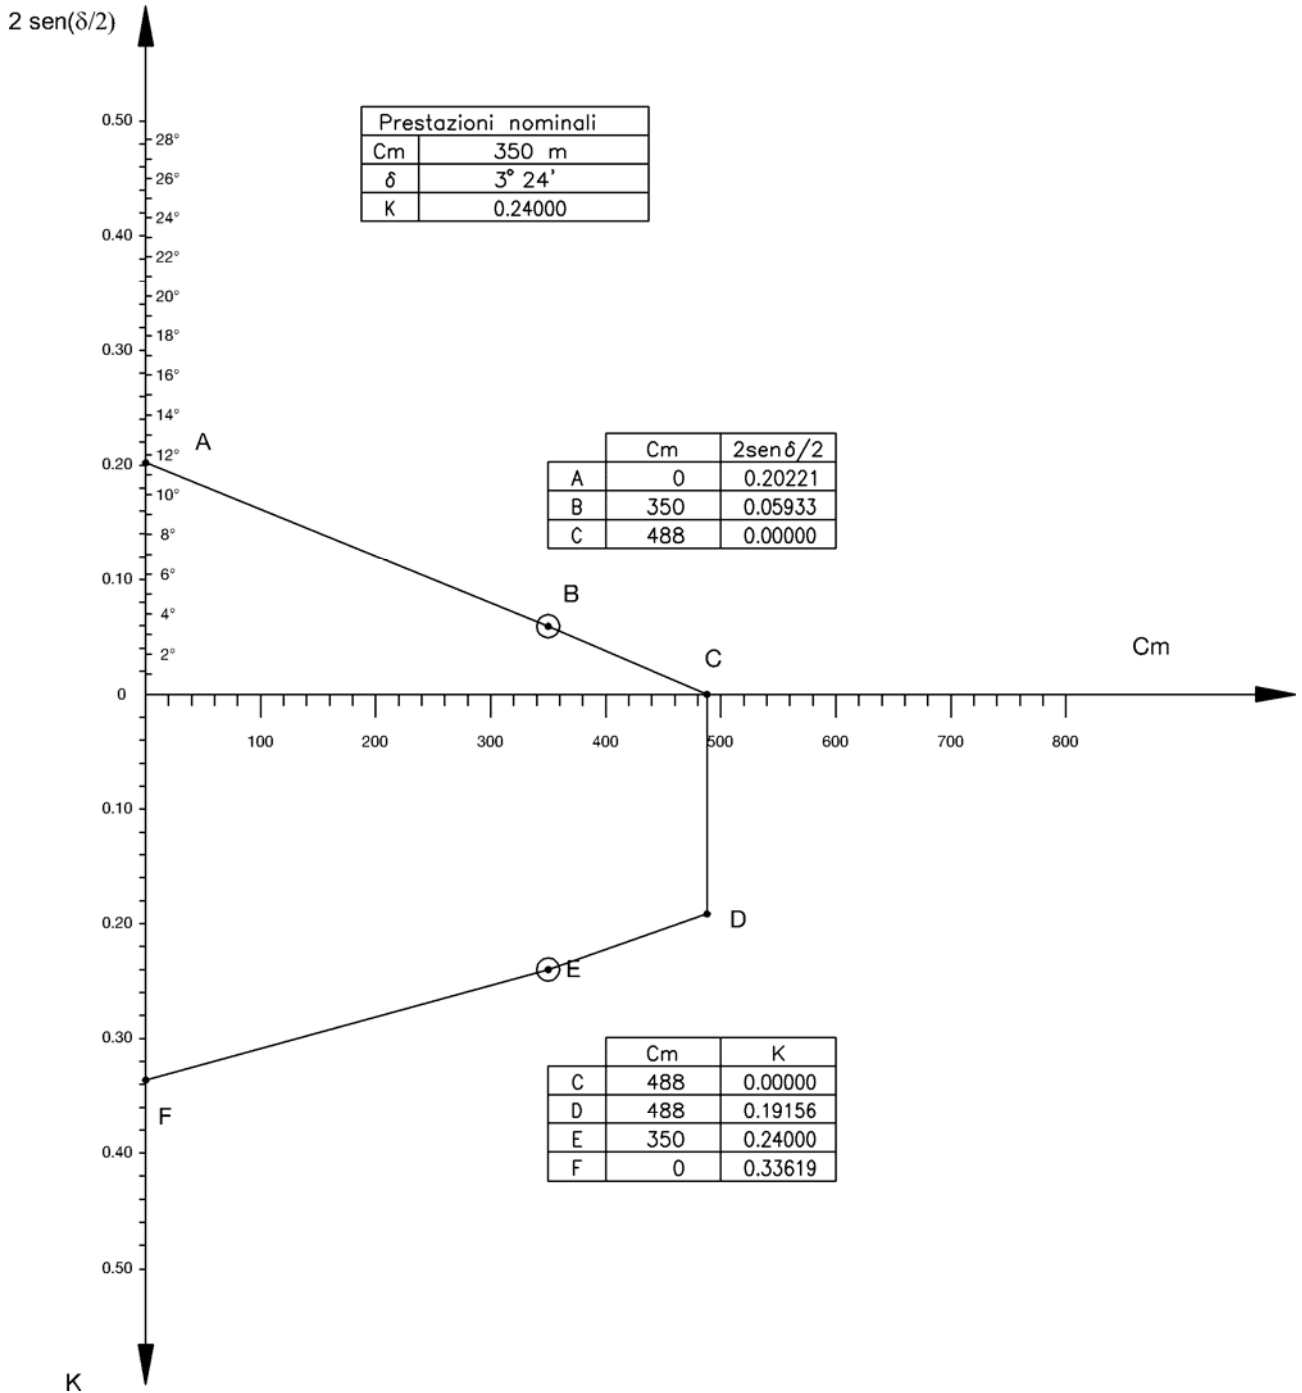 2 sen(δ/2)
Prestazioni nominali
Cm 350 m
δ 3° 24'
K 0.24000
0.50
28°
26°
24°
0.40
22°
20°
18°
0.30
16°
14°
12°
0.20
10°
8°
6°
0.10
4°
2°
0
A
B
C
Cm 2sen δ/2
A 0 0.20221
B 350 0.05933
C 488 0.00000
Cm
100 200 300 400 500 600 700 800
0.10
0.20
0.30
0.40
0.50
D
E
F
Cm K
C 488 0.00000
D 488 0.19156
E 350 0.24000
F 0 0.33619
K